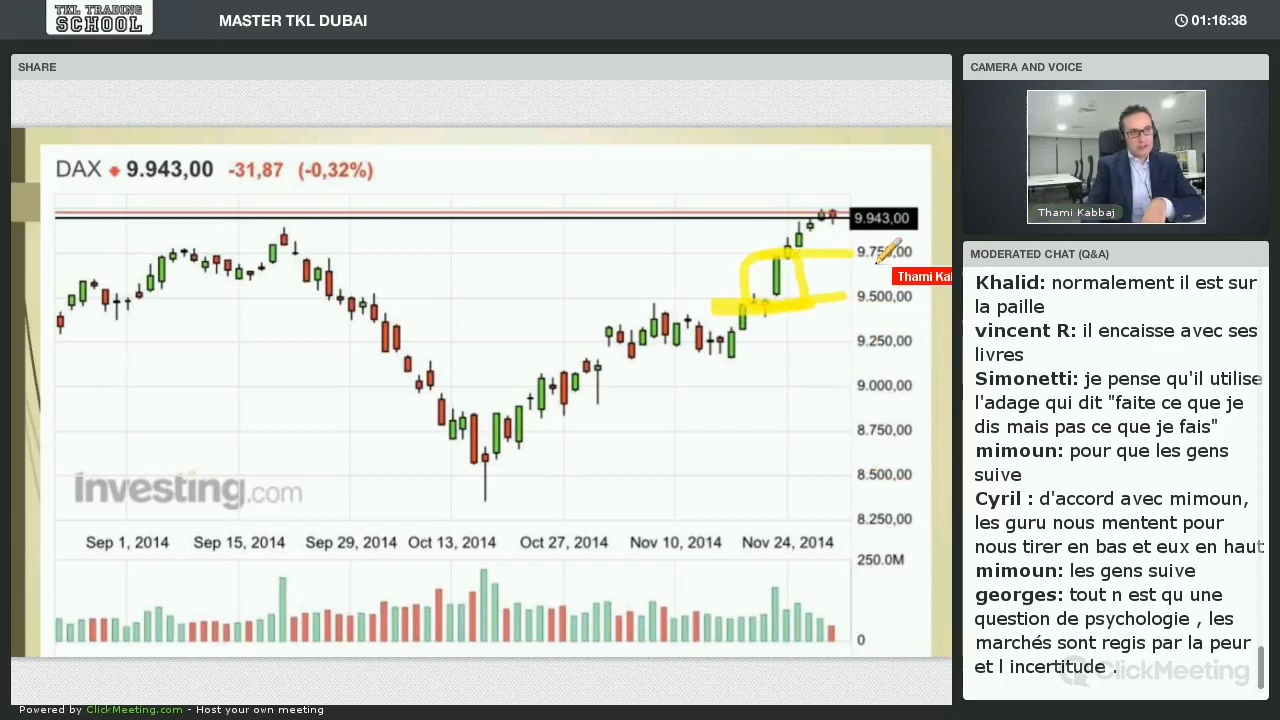 TKL TRADING
SCHOOL
MASTER TKL DUBAI
01:16:38
SHARE
DAX 9.943,00 -31,87 (-0,32%)
9.943,00
9.750,00
9.500,00
9.250,00
9.000,00
8.750,00
8.500,00
8.250,00
Thami Kab
Investing.com
Sep 1, 2014 Sep 15, 2014 Sep 29, 2014 Oct 13, 2014 Oct 27, 2014 Nov 10, 2014 Nov 24, 2014
250.0M
0
CAMERA AND VOICE
Thami Kabbaj
MODERATED CHAT (Q&A)
Khalid: normalement il est sur
la paille
vincent R: il encaisse avec ses
livres
Simonetti: je pense qu'il utilise
l'adage qui dit "faite ce que je
dis mais pas ce que je fais"
mimoun: pour que les gens
suive
Cyril : d'accord avec mimoun,
les guru nous mentent pour
nous tirer en bas et eux en haut
mimoun: les gens suive
georges: tout n est qu une
question de psychologie , les
marchés sont regis par la peur
et l incertitude .
ClickMeeting
Powered by ClickMeeting.com - Host your own meeting